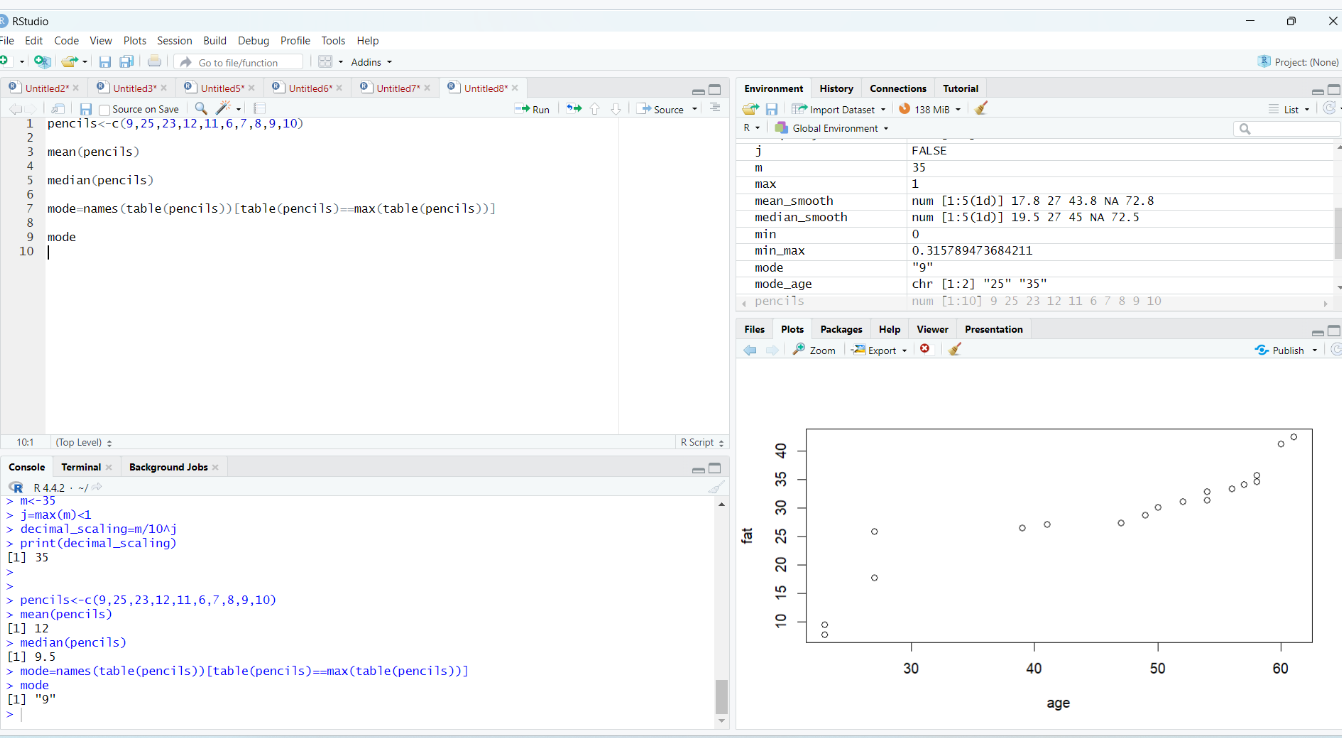 RStudio
File Edit Code View Plots Session Build Debug Profile Tools Help
Go to file/function Addins Project: (None)
Untitled2* Untitled3* Untitled5* Untitled6* Untitled7* Untitled8*
Source on Save Run Source
1 pencils<-c(9,25,23,12,11,6,7,8,9,10)
2
3 mean(pencils)
4
5 median(pencils)
6
7 mode=names(table(pencils))[table(pencils)==max(table(pencils))]
8
9 mode
10
10:1 (Top Level) R Script
Console Terminal Background Jobs
R 4.4.2 · ~/
> m<-35
> j=max(m)<1
> decimal_scaling=m/10^j
> print(decimal_scaling)
[1] 35
>
>
> pencils<-c(9,25,23,12,11,6,7,8,9,10)
> mean(pencils)
[1] 12
> median(pencils)
[1] 9.5
> mode=names(table(pencils))[table(pencils)==max(table(pencils))]
> mode
[1] "9"
>
Environment History Connections Tutorial
Import Dataset 138 MiB List
R Global Environment
j FALSE
m 35
max 1
mean_smooth num [1:5(1d)] 17.8 27 43.8 NA 72.8
median_smooth num [1:5(1d)] 19.5 27 45 NA 72.5
min 0
min_max 0.315789473684211
mode "9"
mode_age chr [1:2] "25" "35"
pencils num [1:10] 9 25 23 12 11 6 7 8 9 10
Files Plots Packages Help Viewer Presentation
Zoom Export Publish
fat
40
35
30
25
20
15
10
30 40 50 60
age